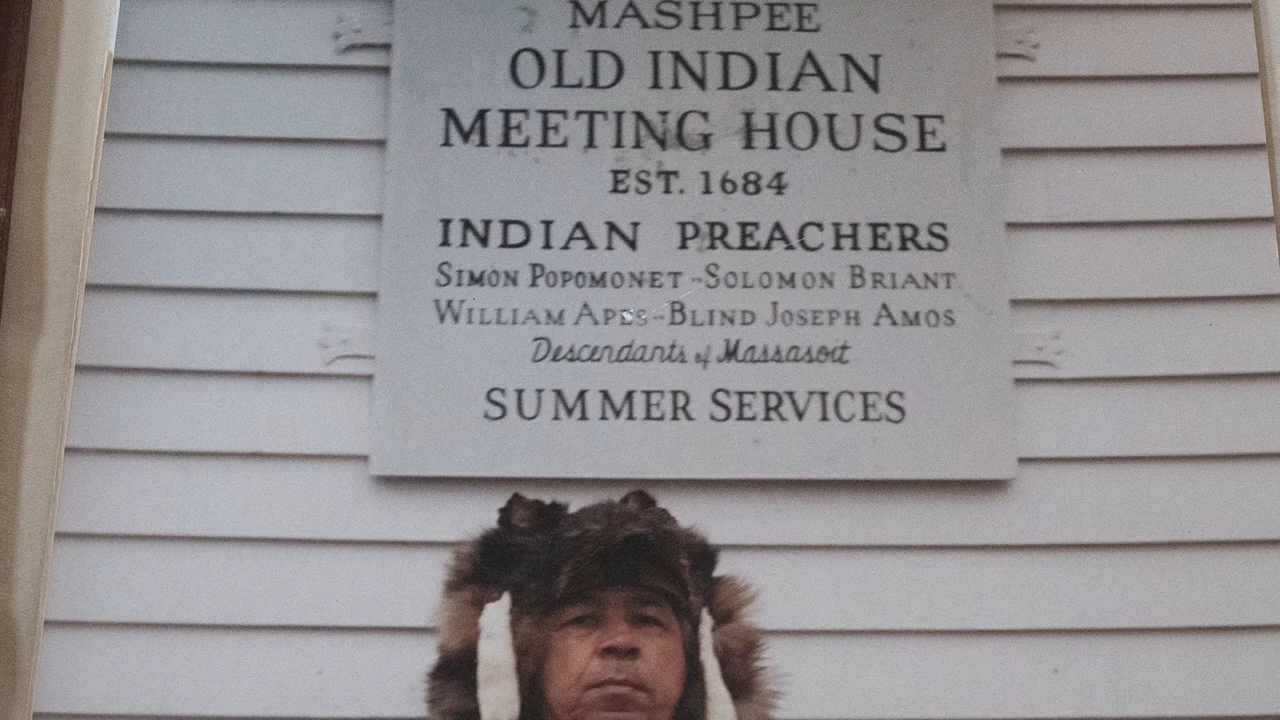 MASHPEE
OLD INDIAN
MEETING HOUSE
EST. 1684
INDIAN PREACHERS
SIMON POPOMONET - SOLOMON BRIANT
WILLIAM APES - BLIND JOSEPH AMOS
Descendants of Massasoit
SUMMER SERVICES